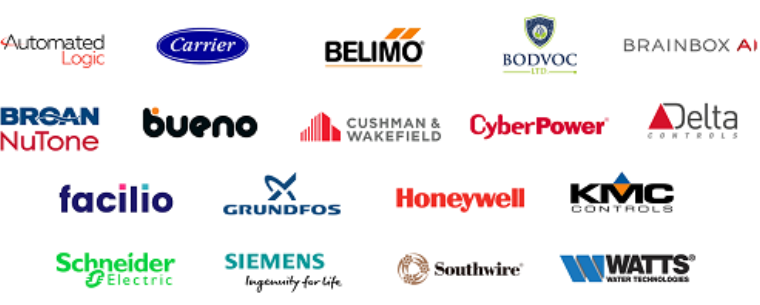 Automated
Logic
Carrier
BELIMO®
BODVOC
LTD
BRAINBOX AI
BROAN
NuTone
bueno
CUSHMAN &
WAKEFIELD
CyberPower®
Delta
CONTROLS
facilio
GRUNDFOS
Honeywell
KMC
CONTROLS
Schneider
Electric
SIEMENS
Ingenuity for life
Southwire®
WATTS®
WATER TECHNOLOGIES